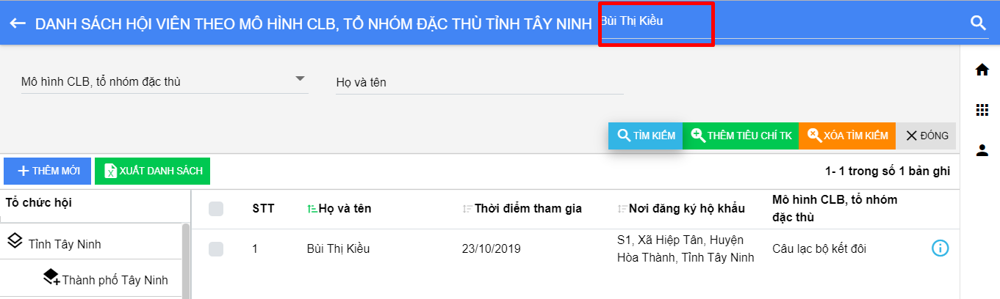 DANH SÁCH HỘI VIÊN THEO MÔ HÌNH CLB, TỔ NHÓM ĐẶC THÙ TỈNH TÂY NINH
Bùi Thị Kiều
Mô hình CLB, tổ nhóm đặc thù
Họ và tên
TÌM KIẾM
THÊM TIÊU CHÍ TK
XÓA TÌM KIẾM
ĐÓNG
THÊM MỚI
XUẤT DANH SÁCH
1- 1 trong số 1 bản ghi
Tổ chức hội
Tỉnh Tây Ninh
Thành phố Tây Ninh
STT
Họ và tên
Thời điểm tham gia
Nơi đăng ký hộ khẩu
Mô hình CLB, tổ nhóm
đặc thù
1
Bùi Thị Kiều
23/10/2019
S1, Xã Hiệp Tân, Huyện
Hòa Thành, Tỉnh Tây Ninh
Câu lạc bộ kết đôi